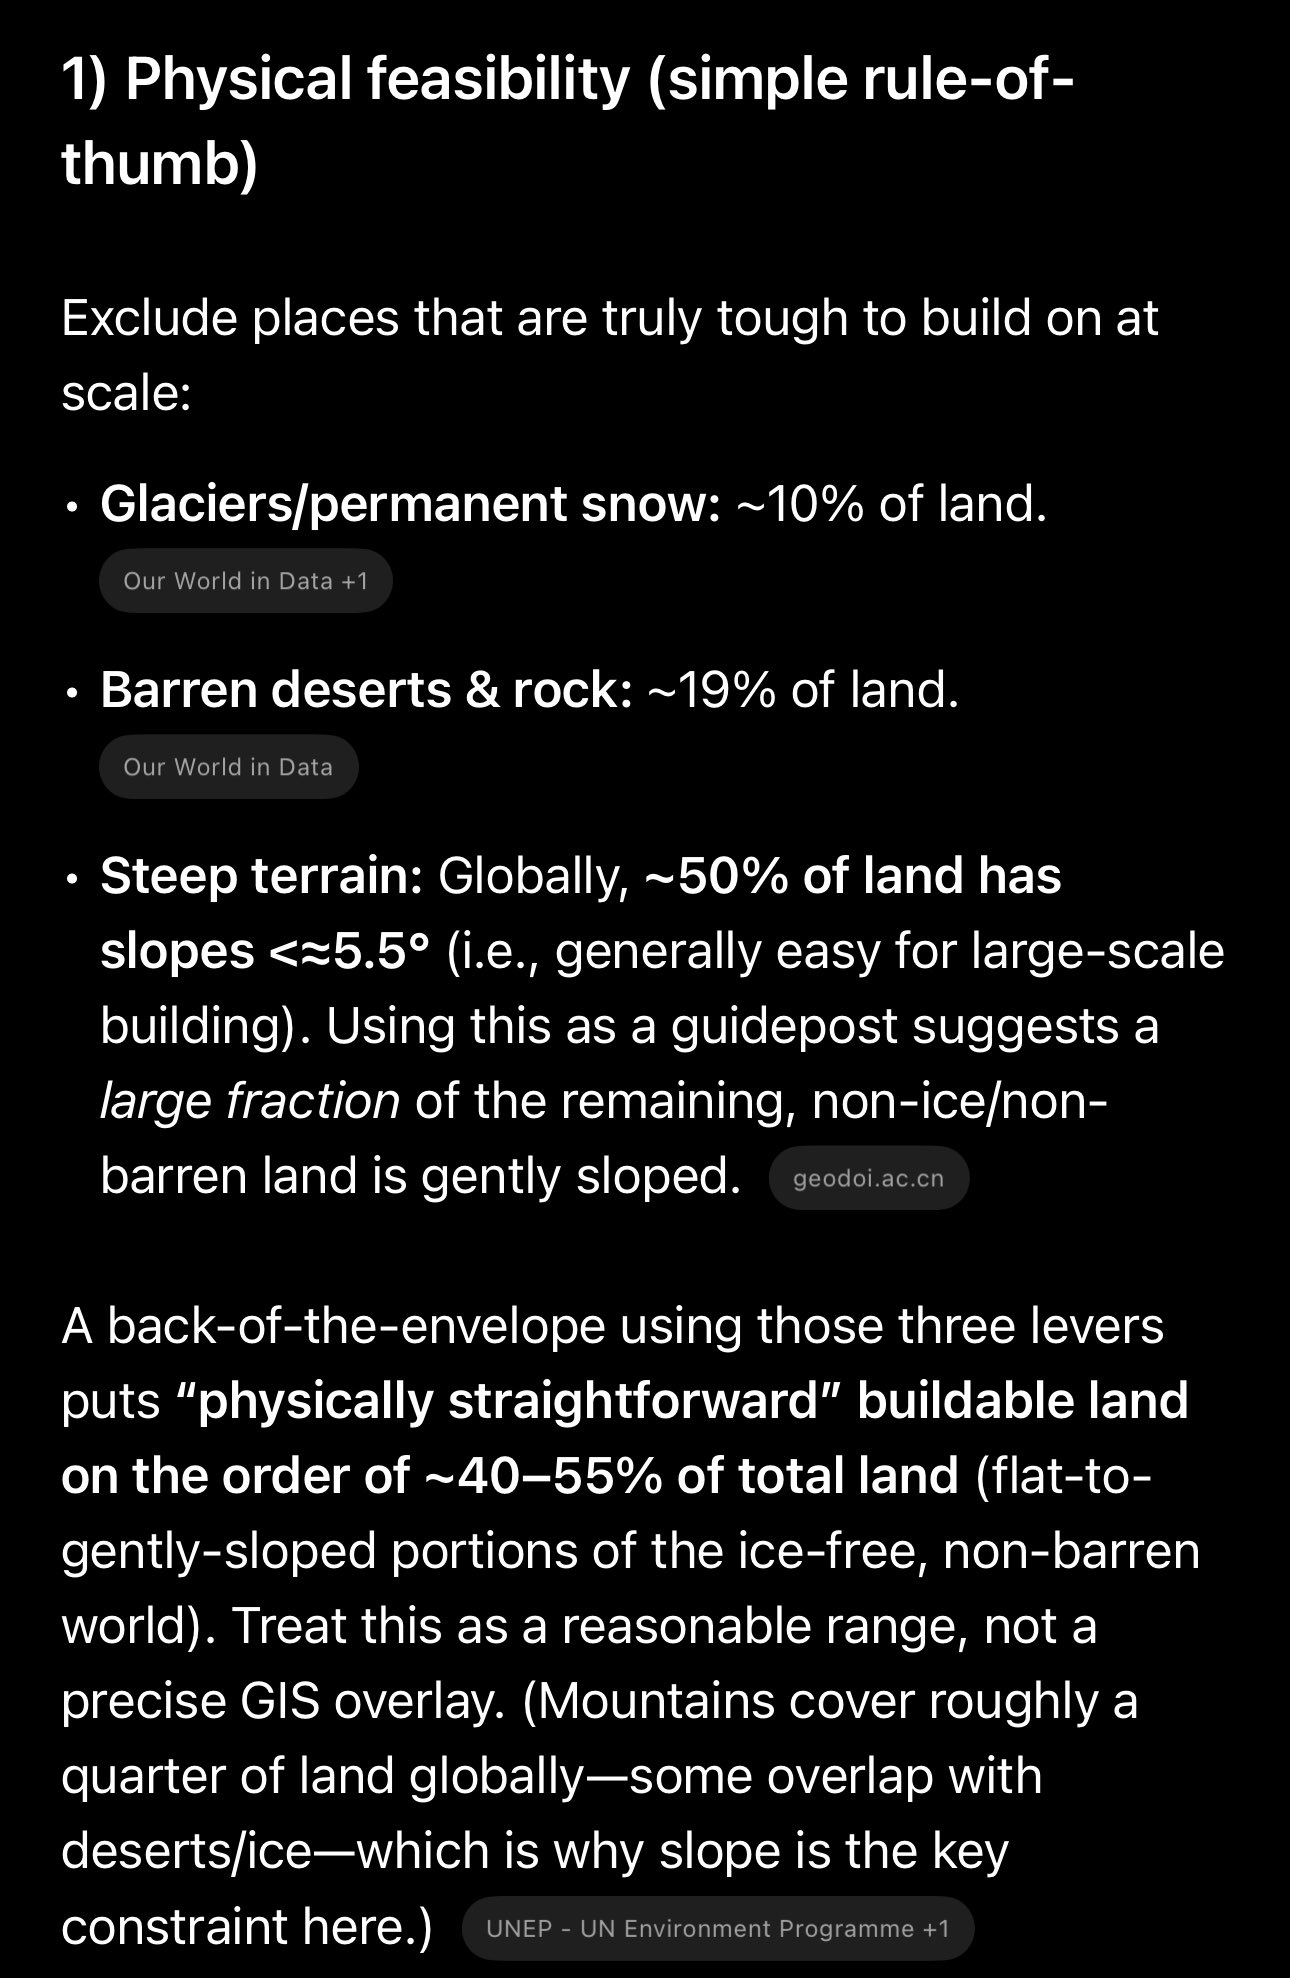 1) Physical feasibility (simple rule-of-
thumb)
Exclude places that are truly tough to build on at
scale:
• Glaciers/permanent snow: ~10% of land.
Our World in Data +1
• Barren deserts & rock: ~19% of land.
Our World in Data
• Steep terrain: Globally, ~50% of land has
slopes <≈5.5° (i.e., generally easy for large-scale
building). Using this as a guidepost suggests a
large fraction of the remaining, non-ice/non-
barren land is gently sloped. geodoi.ac.cn
A back-of-the-envelope using those three levers
puts “physically straightforward” buildable land
on the order of ~40–55% of total land (flat-to-
gently-sloped portions of the ice-free, non-barren
world). Treat this as a reasonable range, not a
precise GIS overlay. (Mountains cover roughly a
quarter of land globally—some overlap with
deserts/ice—which is why slope is the key
constraint here.) UNEP - UN Environment Programme +1